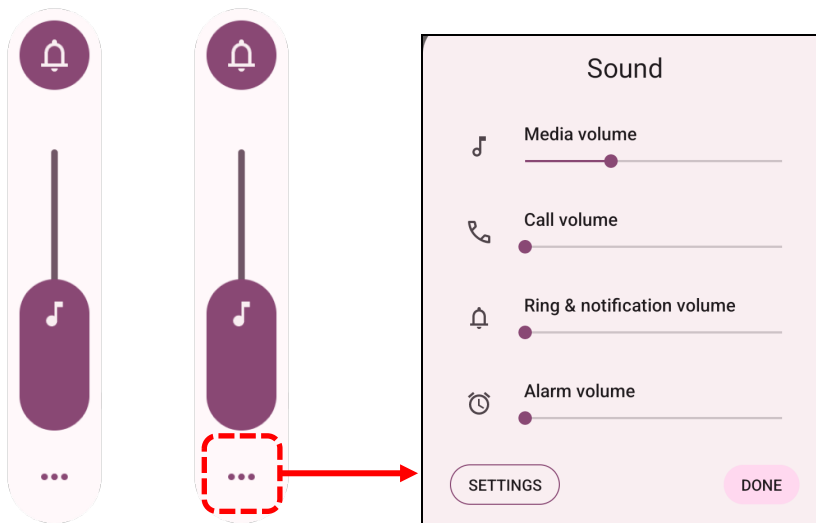 Sound
Media volume
Call volume
Ring & notification volume
Alarm volume
SETTINGS
DONE